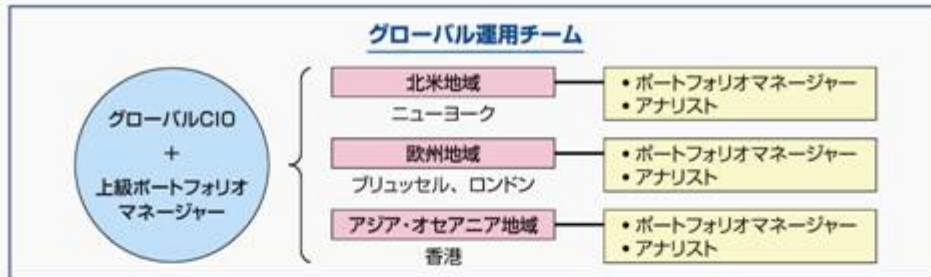 グローバル運用チーム
グローバルCIO
+
上級ポートフォリオ
マネージャー
北米地域
ニューヨーク
• ポートフォリオマネージャー
• アナリスト
欧州地域
ブリュッセル、ロンドン
• ポートフォリオマネージャー
• アナリスト
アジア・オセアニア地域
香港
• ポートフォリオマネージャー
• アナリスト